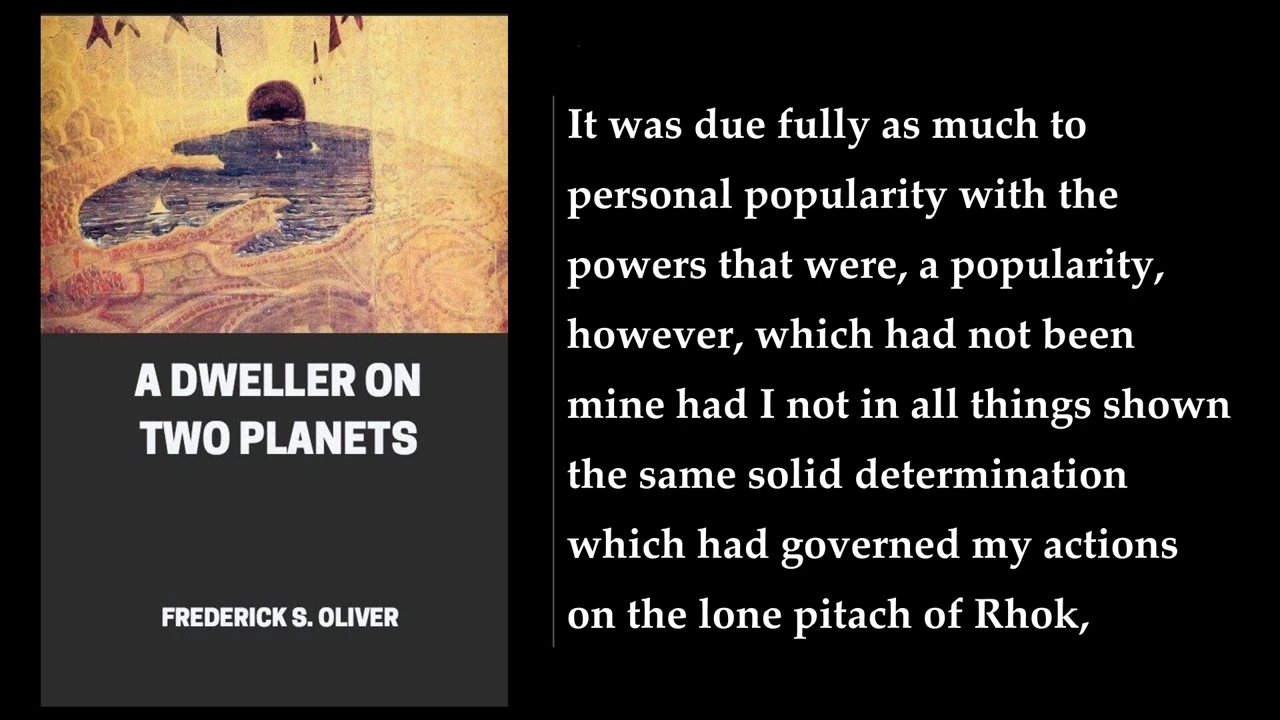 A DWELLER ON
TWO PLANETS
FREDERICK S. OLIVER
It was due fully as much to
personal popularity with the
powers that were, a popularity,
however, which had not been
mine had I not in all things shown
the same solid determination
which had governed my actions
on the lone pitach of Rhok,